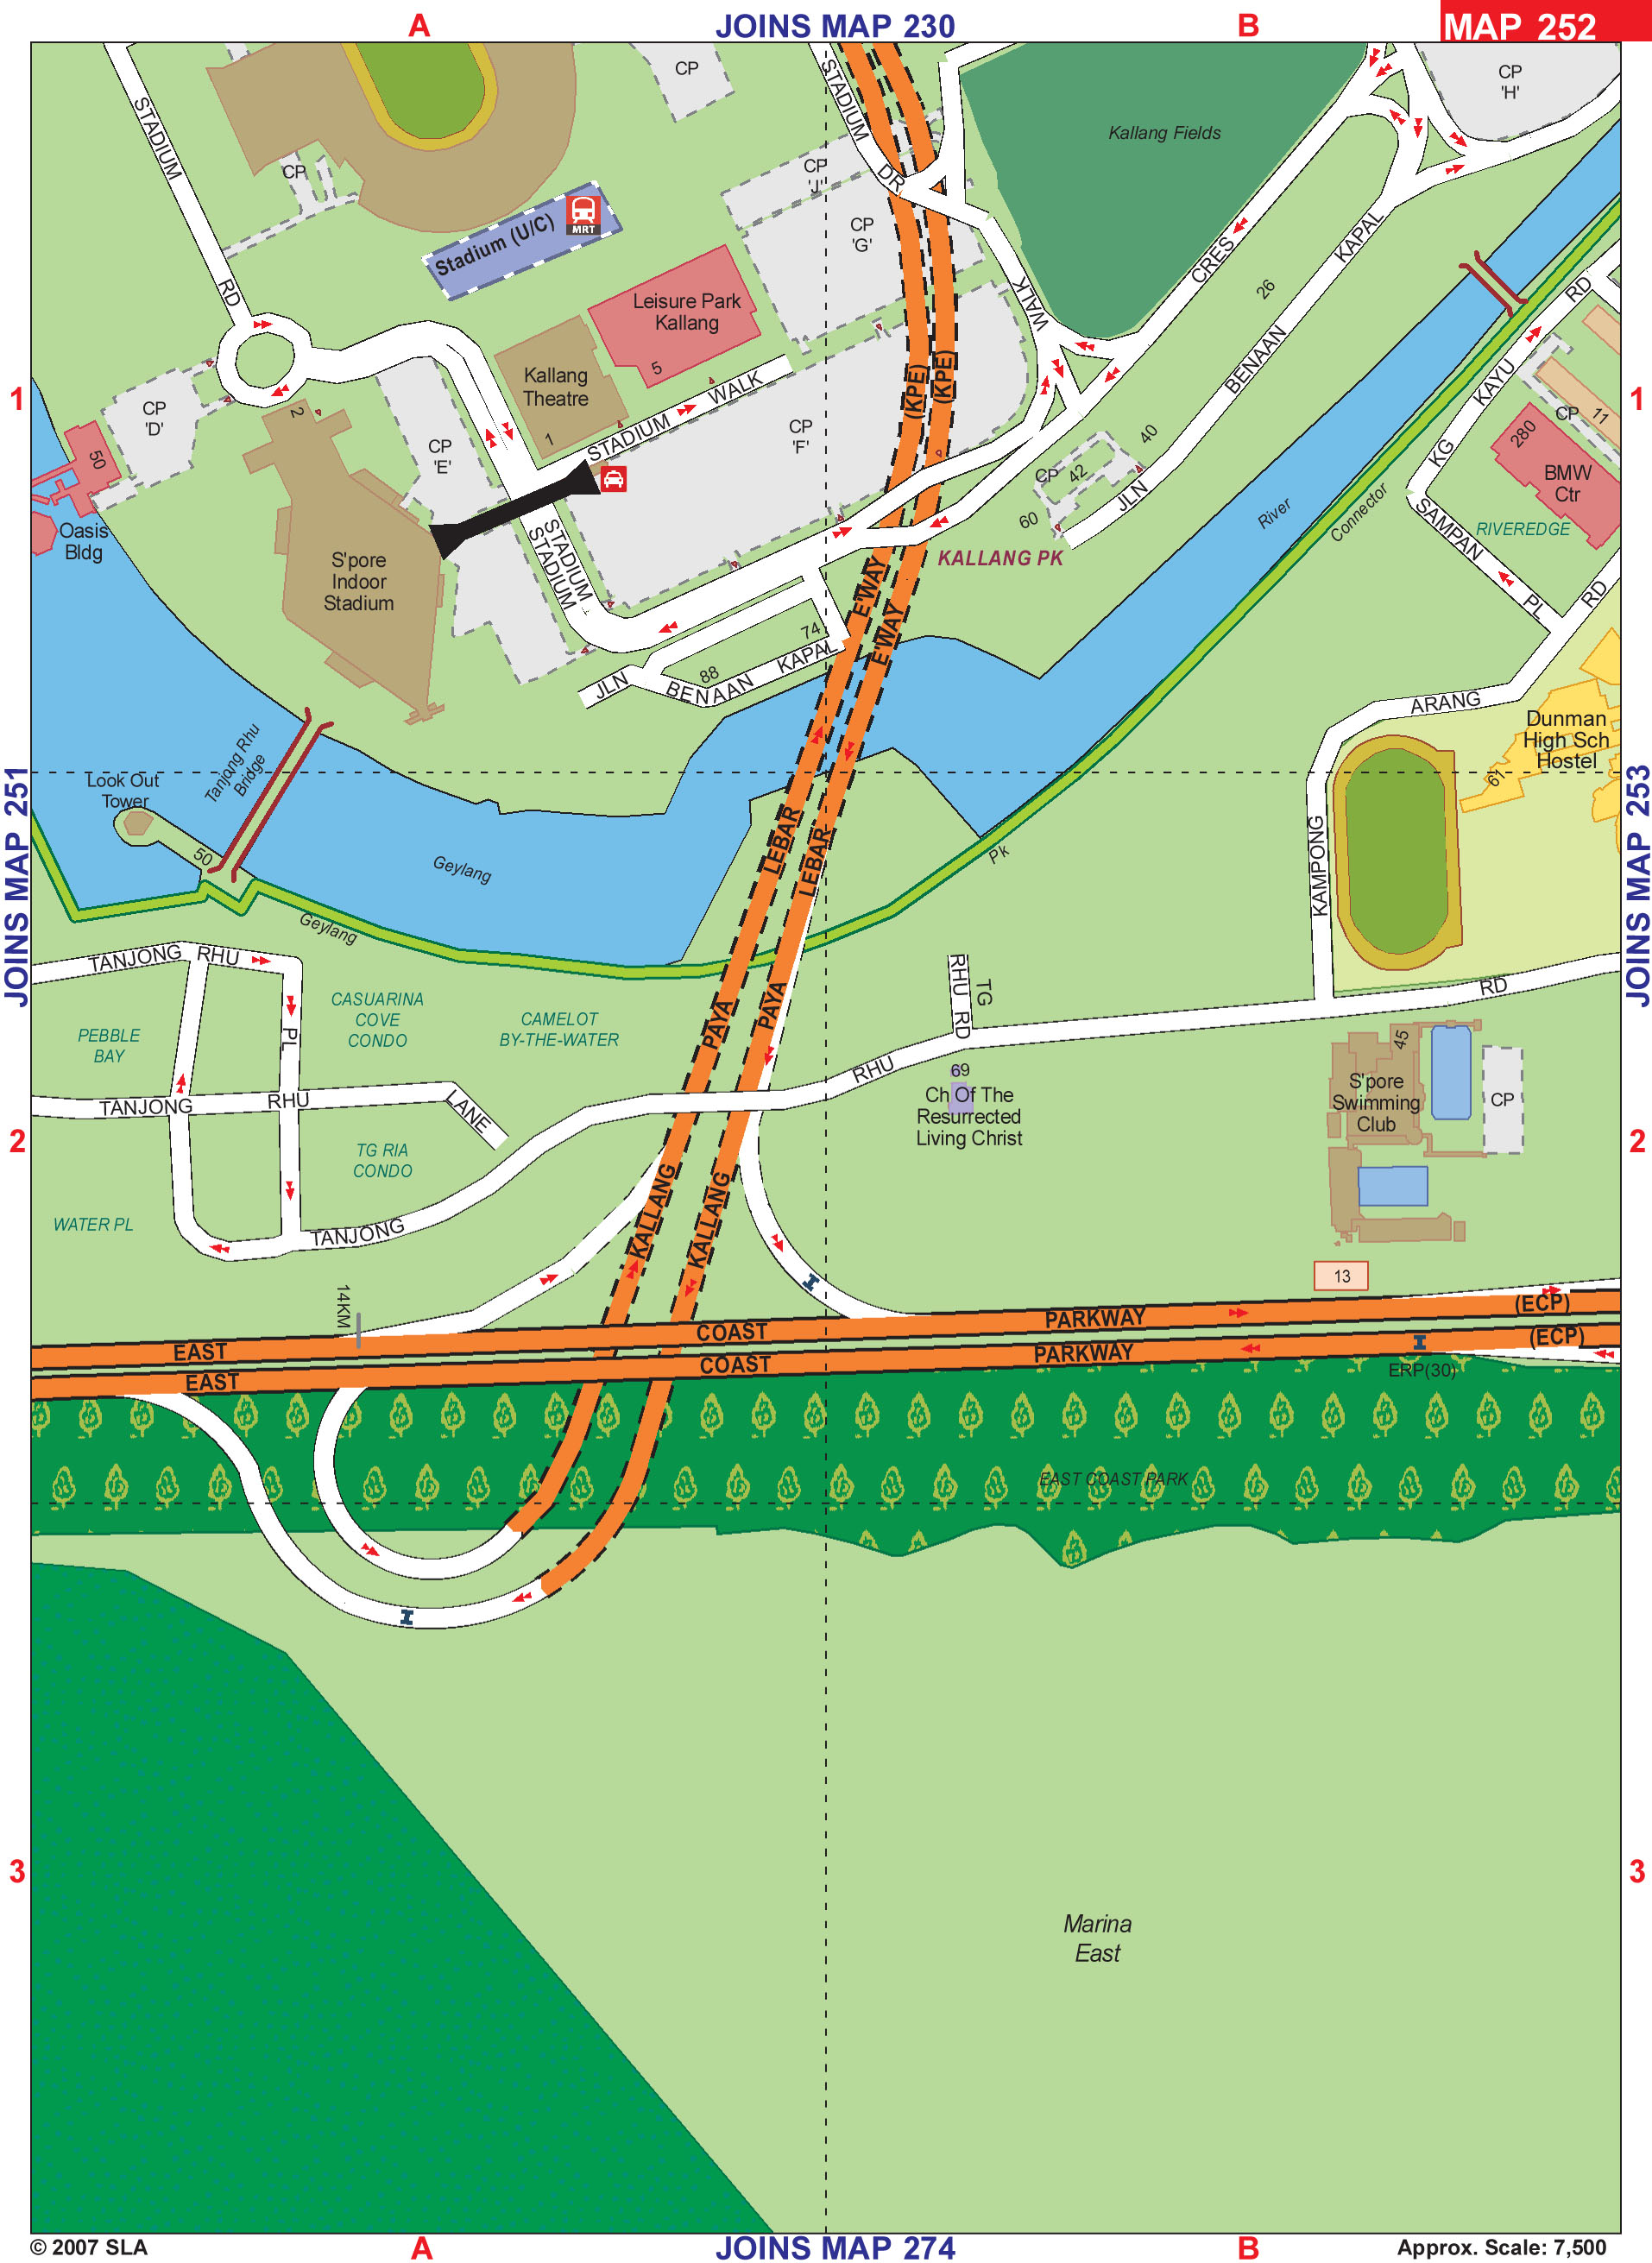 A
JOINS MAP 230
B
MAP 252
STADIUM
RD
CP
CP
Stadium (U/C)
MRT
STADIUM
DR
CP
'J'
CP
'G'
Kallang Fields
CP
'H'
Leisure Park
Kallang
5
Kallang
Theatre
1
STADIUM WALK
WALK
CRES
26
JLN
BENAAN
KAPAL
(KPE)
(KPE)
RD
KAYU
KG
CP
11
280
BMW
Ctr
RIVEREDGE
SAMPAN
PL
RD
1
1
CP
'D'
2
CP
'E'
CP
'F'
CP
42
40
60
50
Oasis
Bldg
S'pore
Indoor
Stadium
STADIUM
STADIUM
KALLANG PK
River
Connector
E'WAY
E'WAY
74
88
JLN
BENAAN
KAPAL
ARANG
Dunman
High Sch
Hostel
61
KAMPONG
JOINS MAP 251
JOINS MAP 253
Look Out
Tower
Tanjong Rhu
Bridge
50
Geylang
Geylang
LEBAR
LEBAR
Pk
TANJONG
RHU
PL
CASUARINA
COVE
CONDO
CAMELOT
BY-THE-WATER
PEBBLE
BAY
PAYA
PAYA
RHU RD
TG
RD
TANJONG
RHU
LANE
RHU
69
Ch Of The
Resurrected
Living Christ
45
S'pore
Swimming
Club
CP
2
2
TG RIA
CONDO
WATER PL
TANJONG
KALLANG
KALLANG
13
14KM
EAST
COAST
PARKWAY
(ECP)
EAST
COAST
PARKWAY
(ECP)
ERP(30)
EAST COAST PARK
3
3
Marina
East
© 2007 SLA
A
JOINS MAP 274
B
Approx. Scale: 7,500